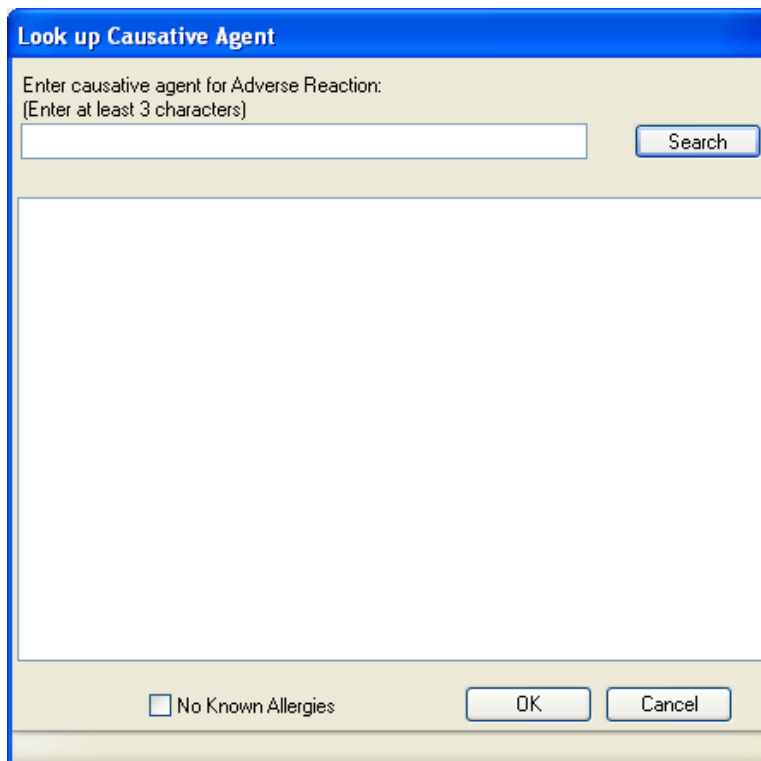 Look up Causative Agent
Enter causative agent for Adverse Reaction:
(Enter at least 3 characters)
Search
No Known Allergies
OK
Cancel